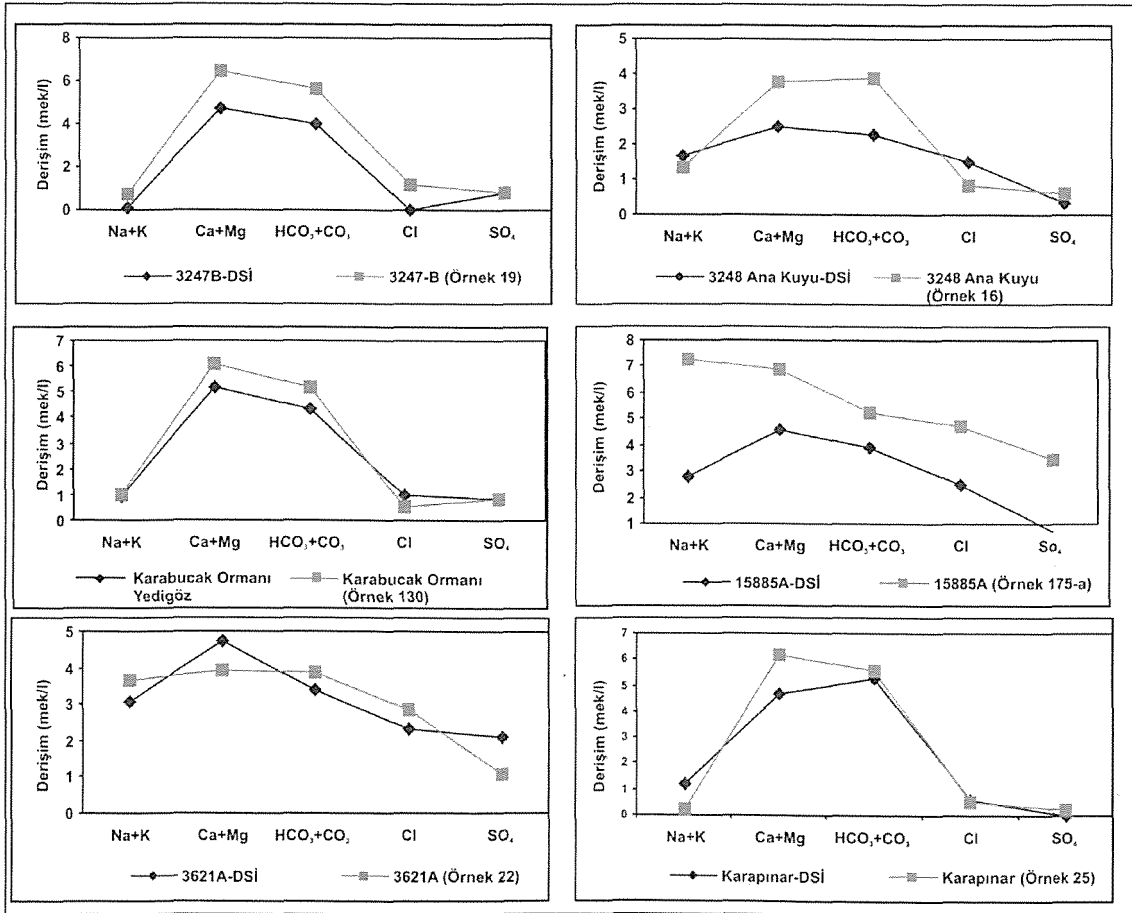 Derişim (mek/l)
8
6
4
2
0
Na+K Ca+Mg HCO₃+CO₃ Cl SO₄
3247B-DSİ 3247-B (Örnek 19)
Derişim (mek/l)
5
4
3
2
1
0
Na+K Ca+Mg HCO₃+CO₃ Cl SO₄
3248 Ana Kuyu-DSİ 3248 Ana Kuyu
(Örnek 16)
Derişim (mek/l)
7
6
5
4
3
2
1
0
Na+K Ca+Mg HCO₃+CO₃ Cl SO₄
Karabucak Ormanı Karabucak Ormanı
Yedigöz (Örnek 130)
Derişim (mek/l)
8
7
6
5
4
3
2
1
Na+K Ca+Mg HCO₃+CO₃ Cl So₄
15885A-DSİ 15885A (Örnek 175-a)
Derişim (mek/l)
5
4
3
2
1
0
Na+K Ca+Mg HCO₃+CO₂ Cl SO₄
3621A-DSİ 3621A (Örnek 22)
Derişim (mek/l)
7
6
5
4
3
2
1
0
Na+K Ca+Mg HCO₃+CO₃ Cl SO₄
Karapınar-DSİ Karapınar (Örnek 25)